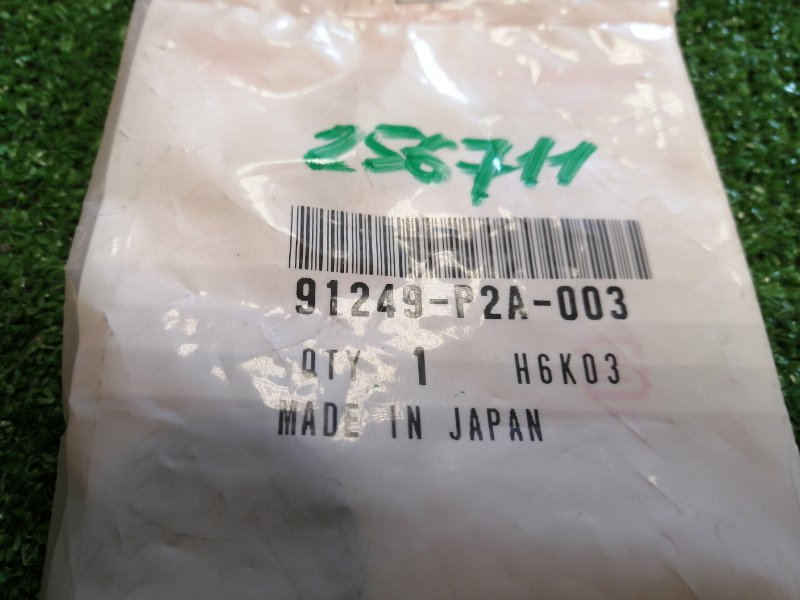 256711
91249-P2A-003
QTY 1 H6K03
MADE IN JAPAN